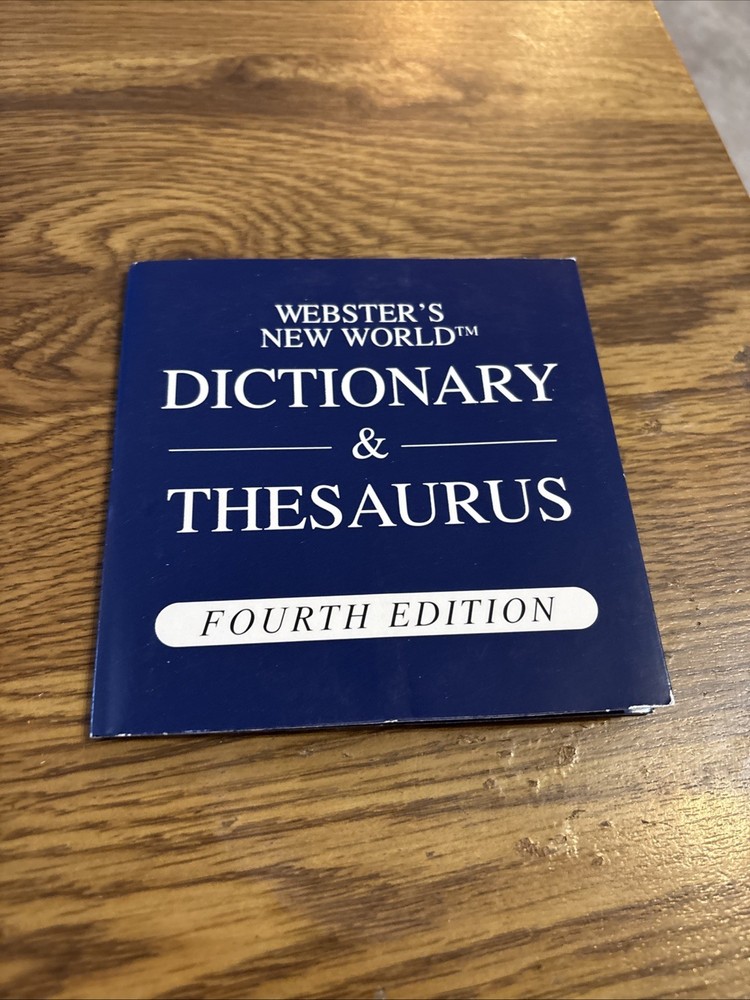 WEBSTER'S
NEW WORLD™
DICTIONARY
&
THESAURUS
FOURTH EDITION